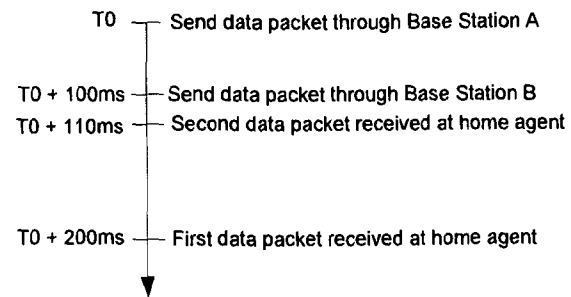 T0 Send data packet through Base Station A
T0 + 100ms Send data packet through Base Station B
T0 + 110ms Second data packet received at home agent
T0 + 200ms First data packet received at home agent